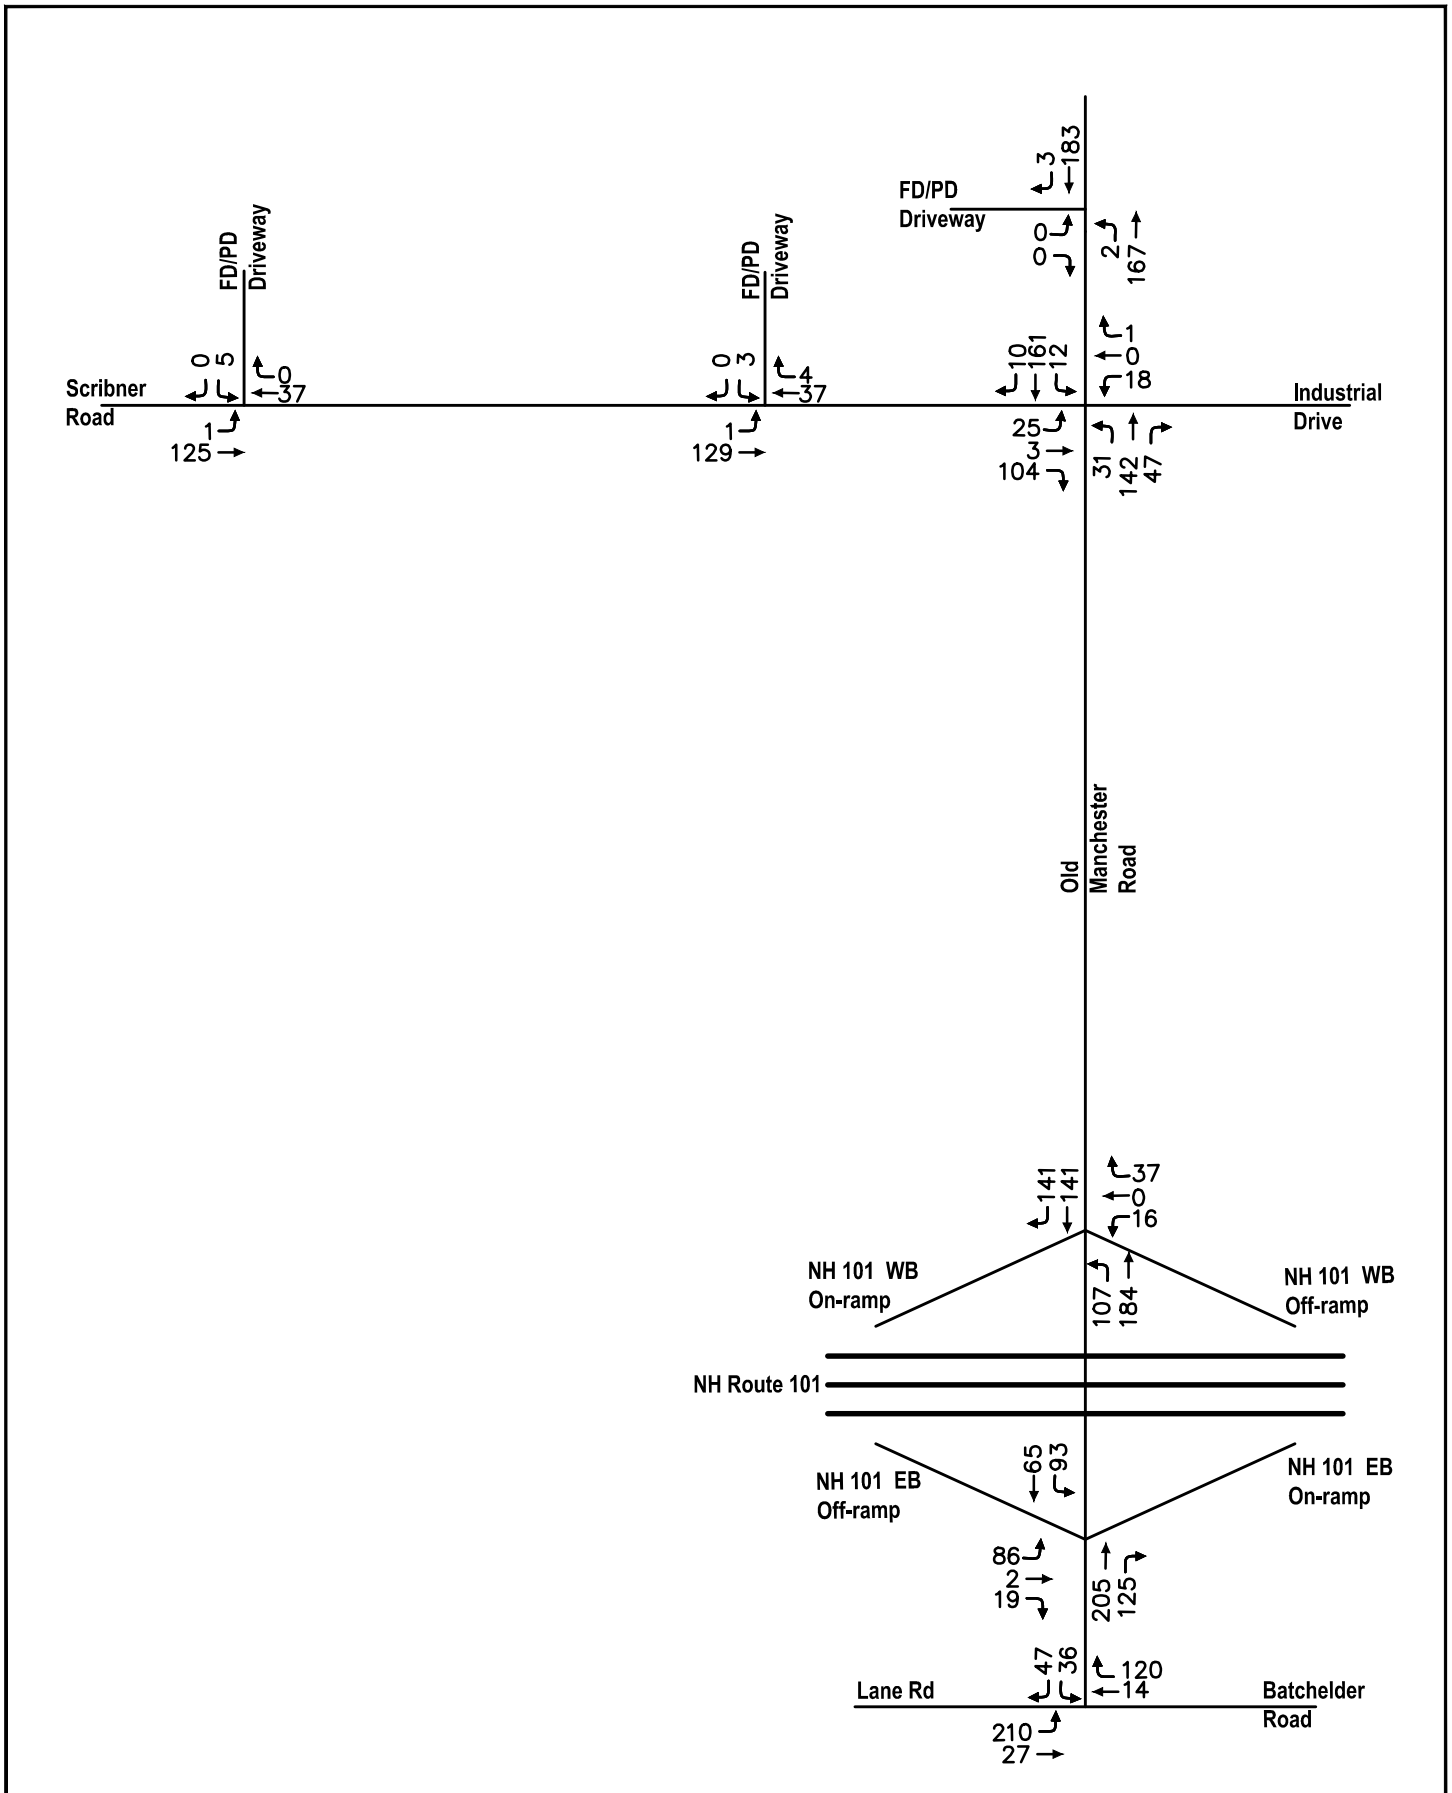 3
183
FD/PD
Driveway
0
0
2
167
FD/PD
Driveway
0
5
0
37
Scribner
Road
1
125
FD/PD
Driveway
0
3
4
37
1
129
10
161
12
1
0
18
Industrial
Drive
25
3
104
31
142
47
Old
Manchester
Road
141
141
37
0
16
NH 101 WB
On-ramp
107
184
NH 101 WB
Off-ramp
NH Route 101
65
93
NH 101 EB
Off-ramp
NH 101 EB
On-ramp
86
2
19
205
125
47
36
120
14
Lane Rd
Batchelder
Road
210
27